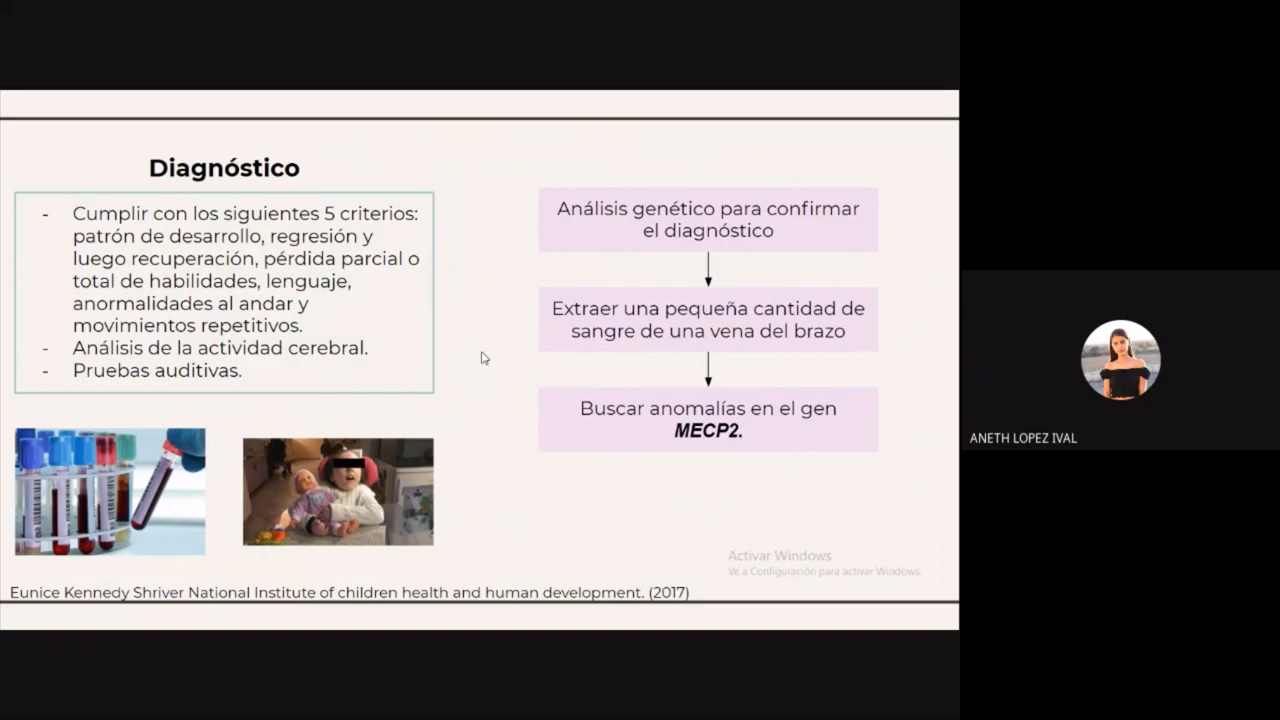 Diagnóstico
- Cumplir con los siguientes 5 criterios:
patrón de desarrollo, regresión y
luego recuperación, pérdida parcial o
total de habilidades, lenguaje,
anormalidades al andar y
movimientos repetitivos.
- Análisis de la actividad cerebral.
- Pruebas auditivas.
Análisis genético para confirmar
el diagnóstico
Extraer una pequeña cantidad de
sangre de una vena del brazo
Buscar anomalías en el gen
MECP2.
Activar Windows
Ve a Configuración para activar Windows.
Eunice Kennedy Shriver National Institute of children health and human development. (2017)
ANETH LOPEZ IVAL